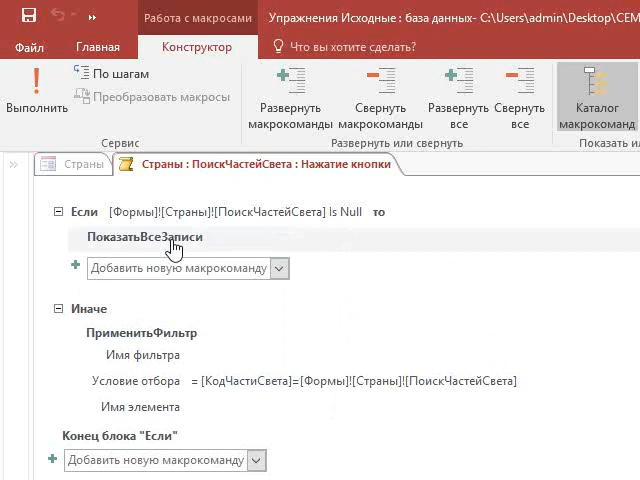 Работа с макросами
Упражнения Исходные : база данных- C:\Users\admin\Desktop\СЕМ
Файл
Главная
Конструктор
Что вы хотите сделать?
Выполнить
По шагам
Преобразовать макросы
Развернуть макрокоманды
Свернуть макрокоманды
Развернуть все
Свернуть все
Каталог макрокоманд
Сервис
Развернуть или свернуть
Показать или
Страны
Страны : ПоискЧастейСвета : Нажатие кнопки
Если [Формы]![Страны]![ПоискЧастейСвета] Is Null то
ПоказатьВсеЗаписи
Добавить новую макрокоманду
Иначе
ПрименитьФильтр
Имя фильтра
Условие отбора = [КодЧастиСвета]=[Формы]![Страны]![ПоискЧастейСвета]
Имя элемента
Конец блока "Если"
Добавить новую макрокоманду